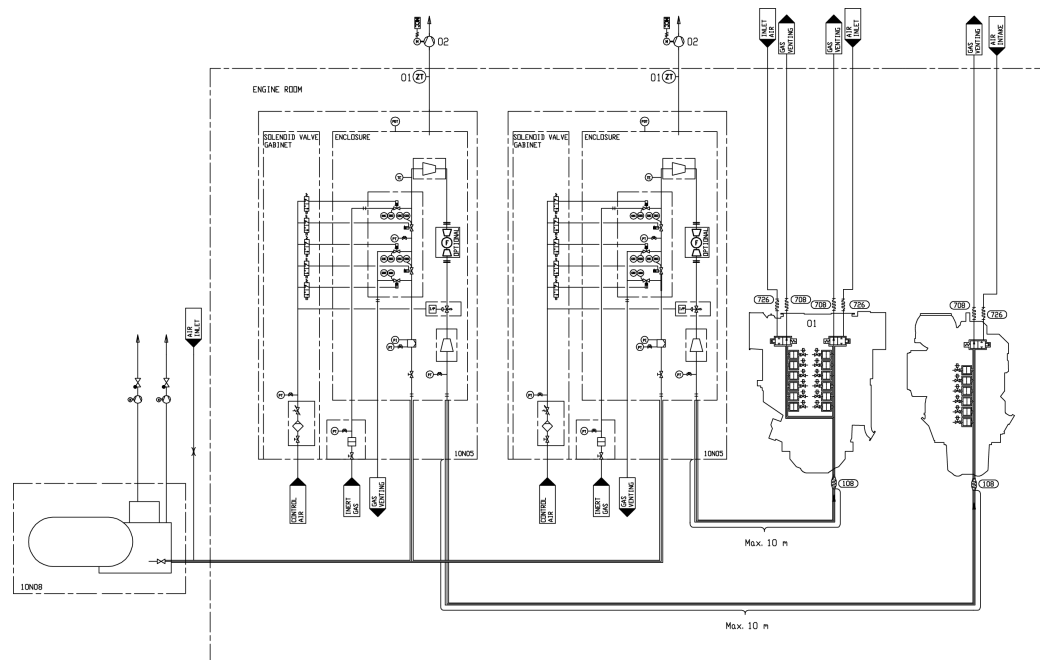 02
02
01 ZT
01 ZT
INLET
AIR
GAS
VENTING
GAS
VENTING
AIR
INLET
GAS
VENTING
AIR
INTAKE
ENGINE ROOM
SOLENOID VALVE
GABINET
ENCLOSURE
SOLENOID VALVE
GABINET
ENCLOSURE
F
OPTIONAL
F
OPTIONAL
726
708
708
726
708
726
01
AIR
INLET
10N05
10N05
CONTROL
AIR
INERT
GAS
GAS
VENTING
CONTROL
AIR
INERT
GAS
GAS
VENTING
108
108
Max. 10 m
10N08
Max. 10 m